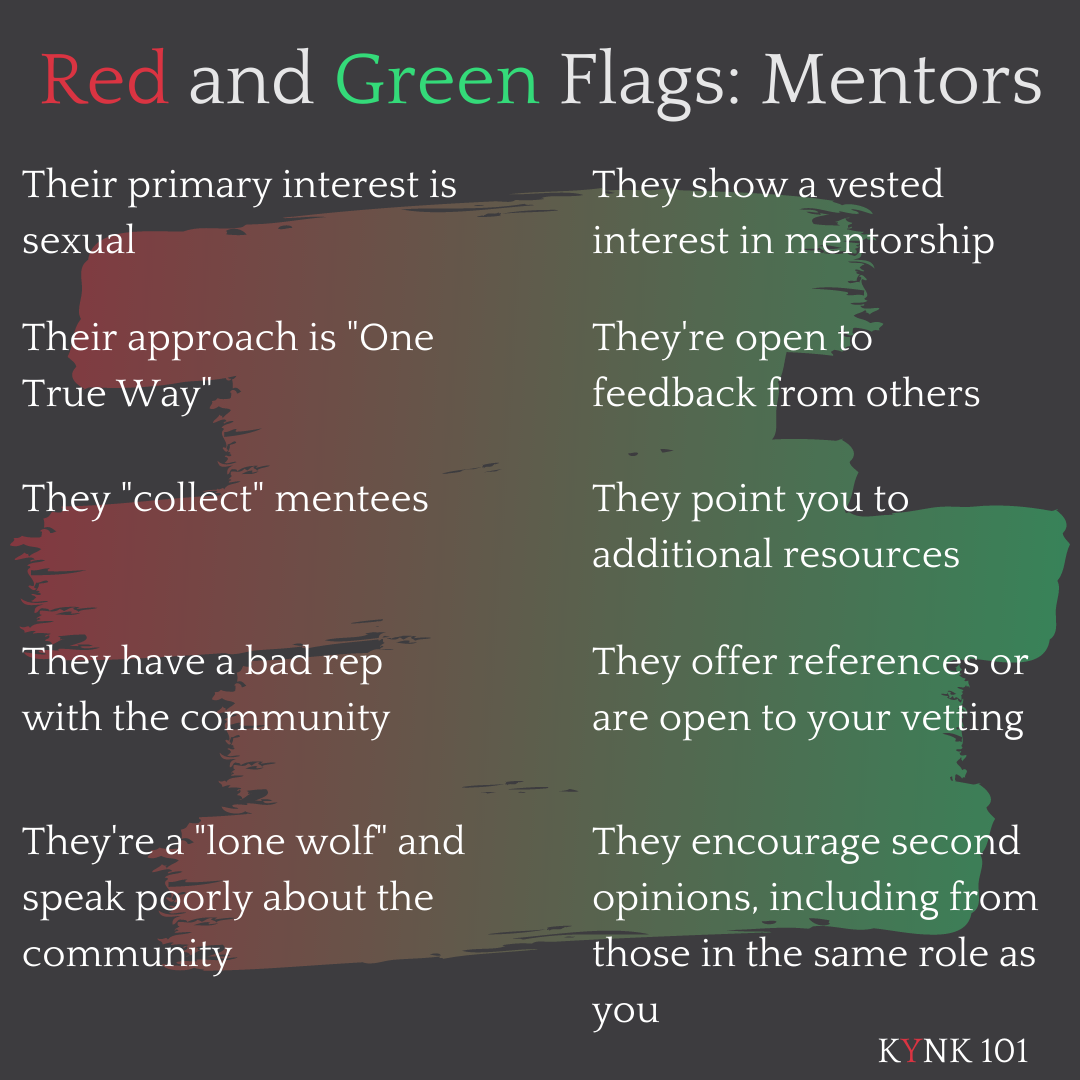 Red and Green Flags: Mentors
Their primary interest is
sexual
Their approach is "One
True Way"
They "collect" mentees
They have a bad rep
with the community
They're a "lone wolf" and
speak poorly about the
community
They show a vested
interest in mentorship
They're open to
feedback from others
They point you to
additional resources
They offer references or
are open to your vetting
They encourage second
opinions, including from
those in the same role as
you
KYNK 101